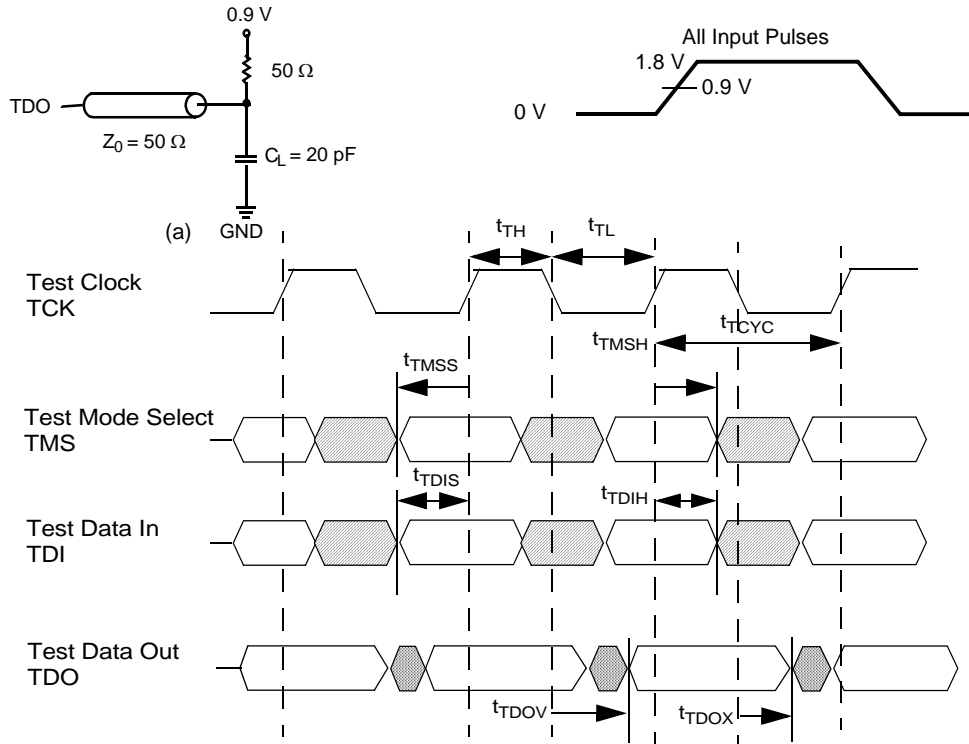 0.9 V
50 Ω
TDO
Z0 = 50 Ω
CL = 20 pF
(a)
GND
All Input Pulses
1.8 V
0.9 V
0 V
tTH
tTL
Test Clock
TCK
tTCYC
tTMSH
tTMSS
Test Mode Select
TMS
tTDIS
tTDIH
Test Data In
TDI
Test Data Out
TDO
tTDOV
tTDOX